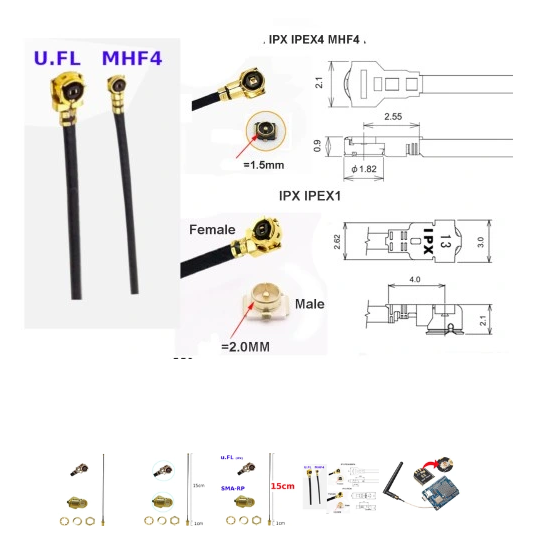 . IPX IPEX4 MHF4 .
U.FL MHF4
2.1
2.55
=1.5mm
0.9
ϕ1.82
IPX IPEX1
Female
2.62
IPX
13
3.0
4.0
Male
2.1
=2.0MM
u.FL
U.FL MHF4
15cm
15cm
SMA-RP
1cm
1cm